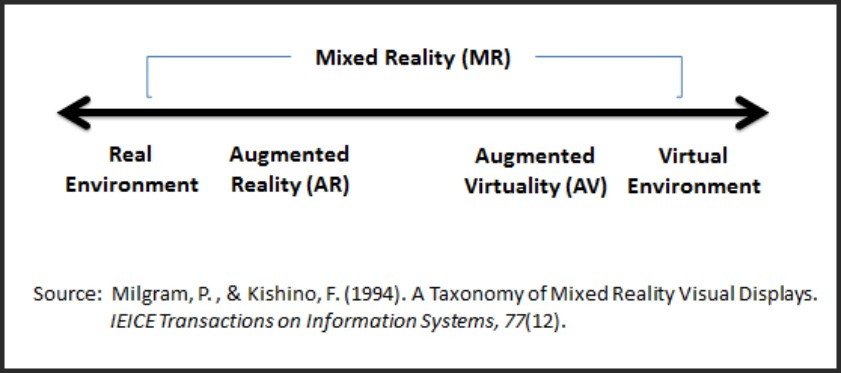 Mixed Reality (MR)
Real Environment
Augmented Reality (AR)
Augmented Virtuality (AV)
Virtual Environment
Source: Milgram, P. , & Kishino, F. (1994). A Taxonomy of Mixed Reality Visual Displays.
IEICE Transactions on Information Systems, 77(12).